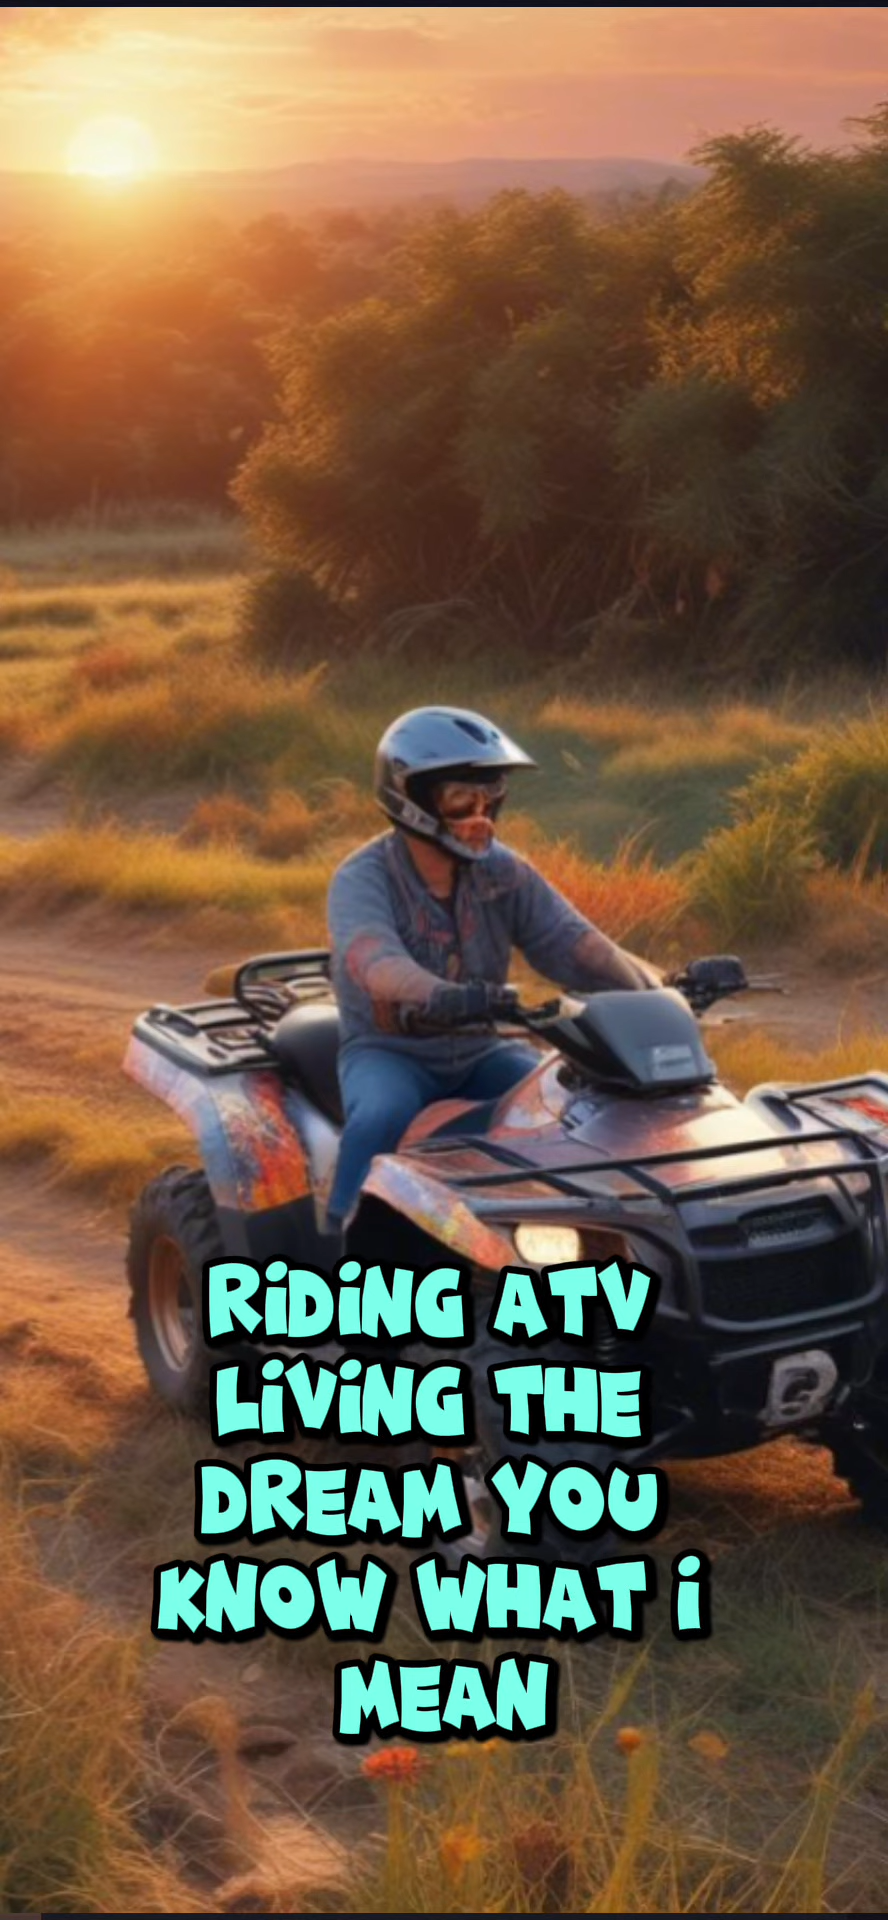 RiDiNG ATV
LiViNG THE
DREAM YOU
KNOW WHAT i
MEAN